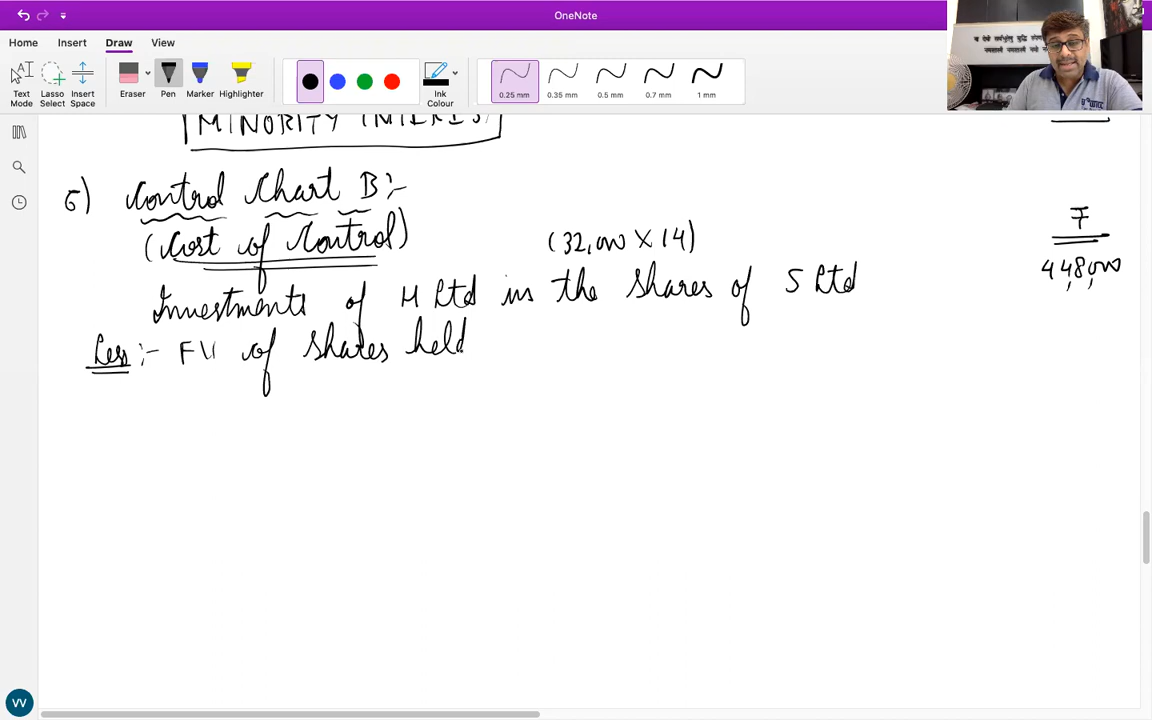 OneNote
Home Insert Draw View
Text Mode
Lasso Select
Insert Space
Eraser
Pen
Marker
Highlighter
Ink Colour
0.25 mm
0.35 mm
0.5 mm
0.7 mm
1 mm
MINORITY INTEREST
6) Control Chart B:-
₹
(Cost of Control) (32,000 X 14)
Investments of H Ltd in the shares of S Ltd 448,000
Less :- FV of shares held
VV